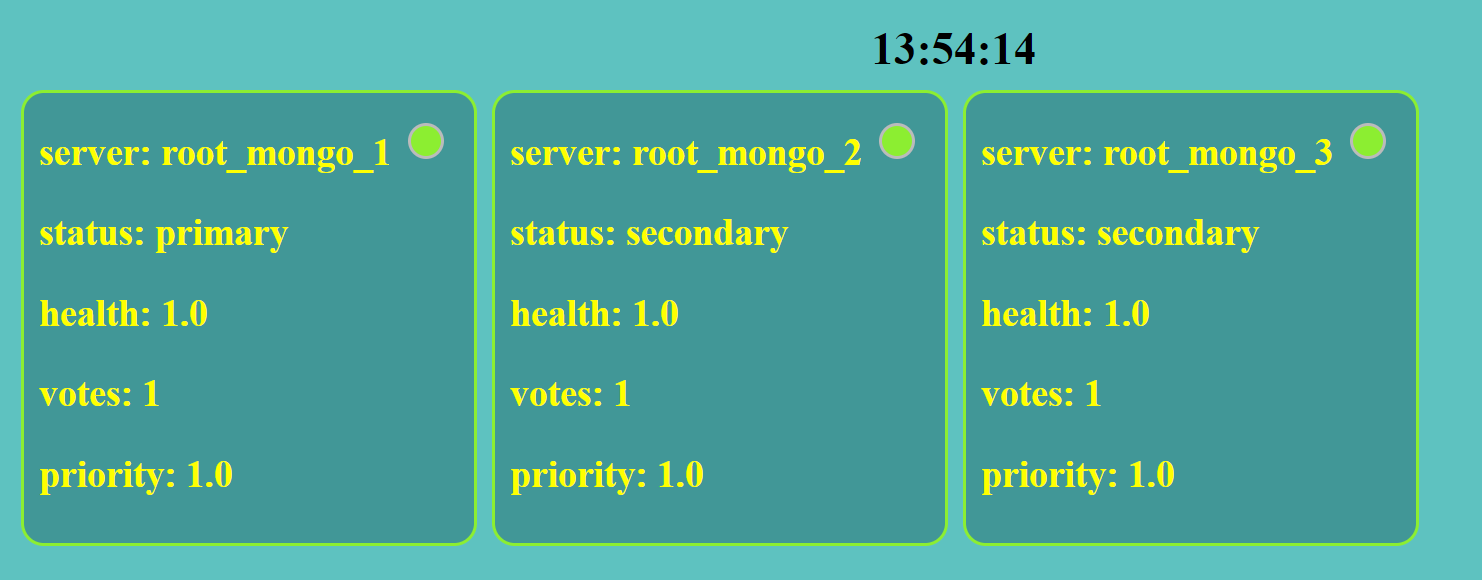 13:54:14
server: root_mongo_1
status: primary
health: 1.0
votes: 1
priority: 1.0
server: root_mongo_2
status: secondary
health: 1.0
votes: 1
priority: 1.0
server: root_mongo_3
status: secondary
health: 1.0
votes: 1
priority: 1.0